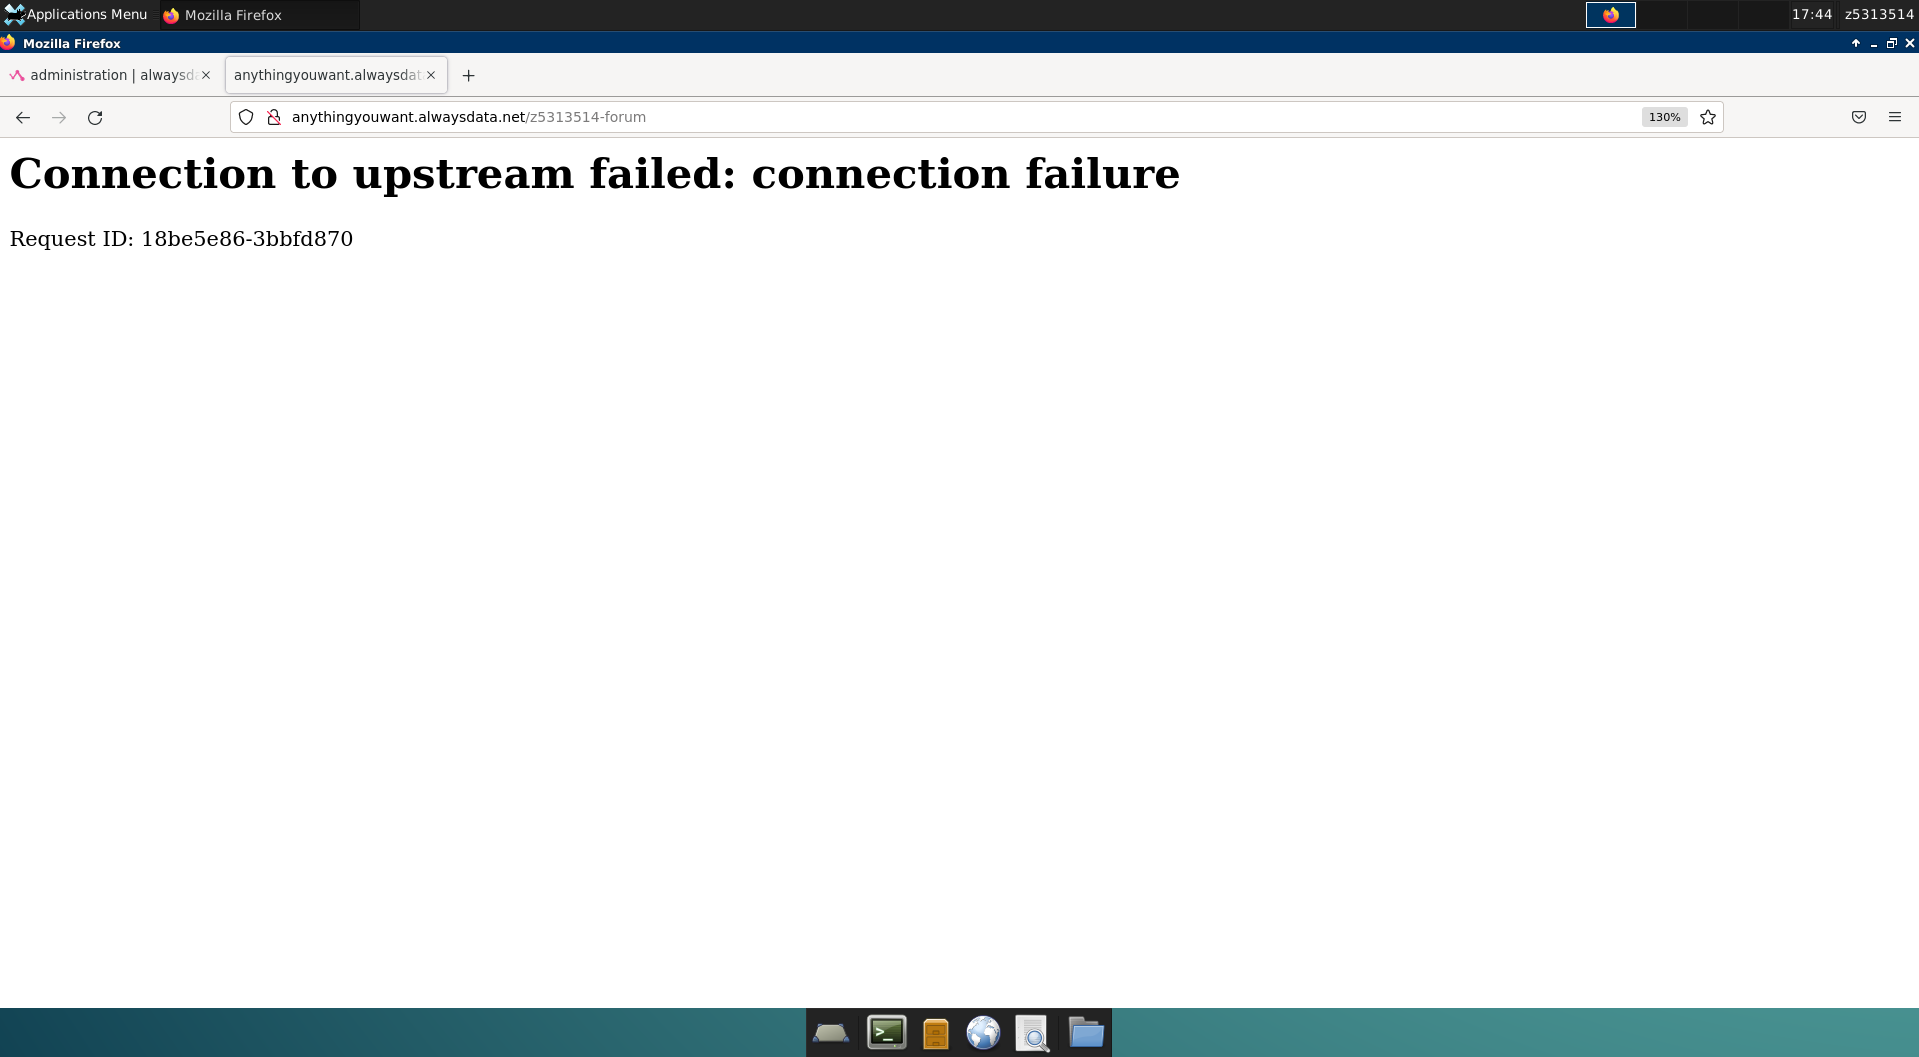 Applications Menu
Mozilla Firefox
17:44
z5313514
Mozilla Firefox
administration | alwaysda
anythingyouwant.alwaysdat
anythingyouwant.alwaysdata.net/z5313514-forum
130%
Connection to upstream failed: connection failure
Request ID: 18be5e86-3bbfd870